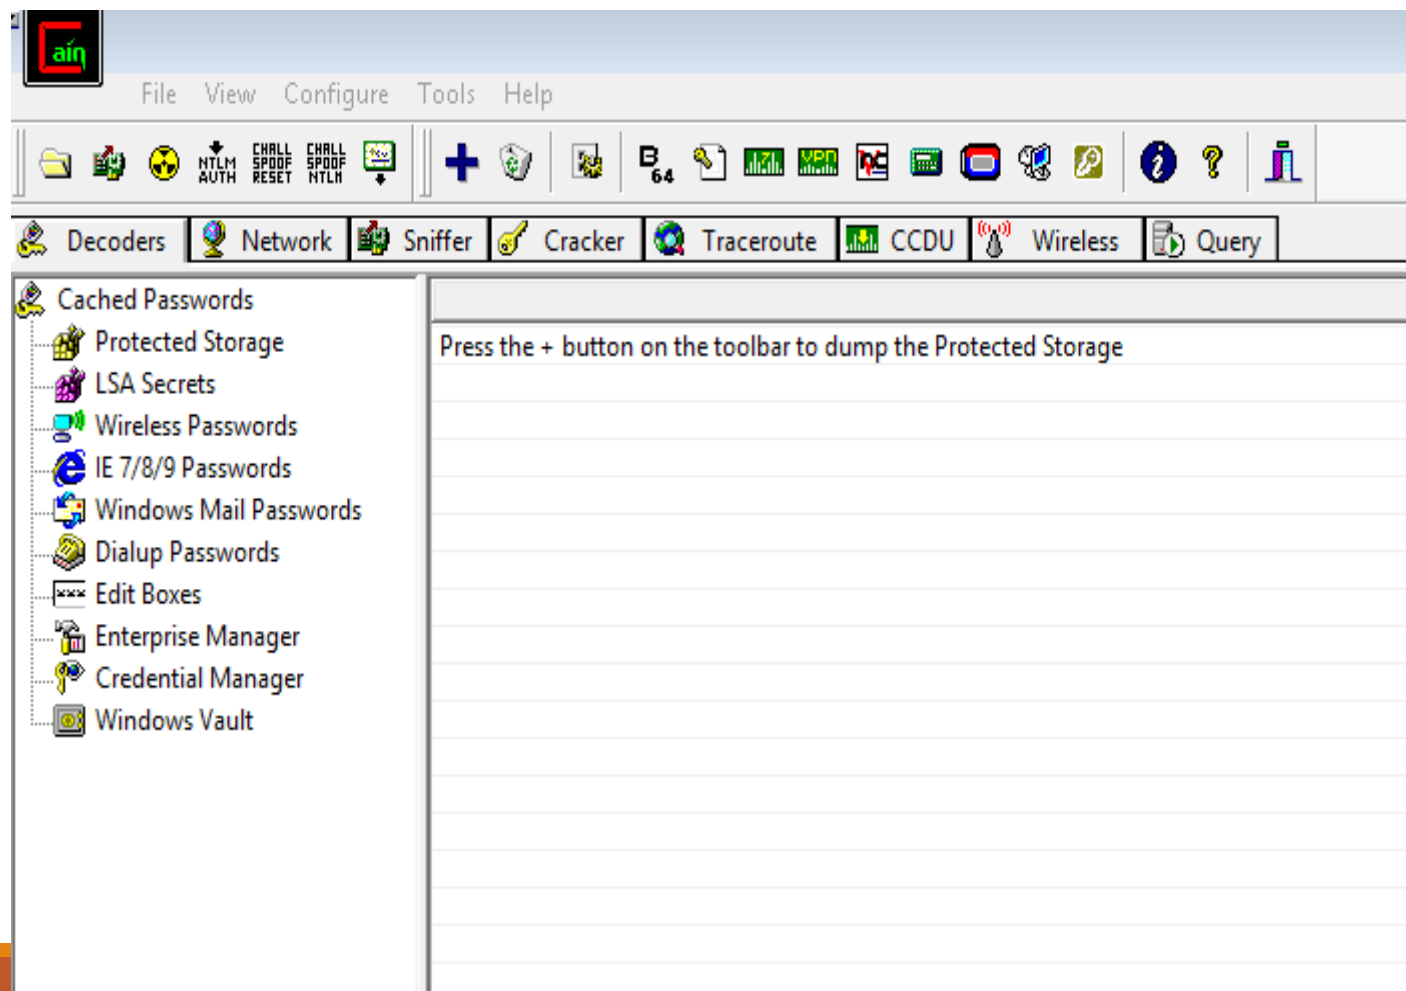 Cain
File View Configure Tools Help
NTLM AUTH CHALL SPOOF RESET CHALL SPOOF NTLM B64 VPN
Decoders Network Sniffer Cracker Traceroute CCDU Wireless Query
Cached Passwords
Protected Storage
Press the + button on the toolbar to dump the Protected Storage
LSA Secrets
Wireless Passwords
IE 7/8/9 Passwords
Windows Mail Passwords
Dialup Passwords
Edit Boxes
Enterprise Manager
Credential Manager
Windows Vault